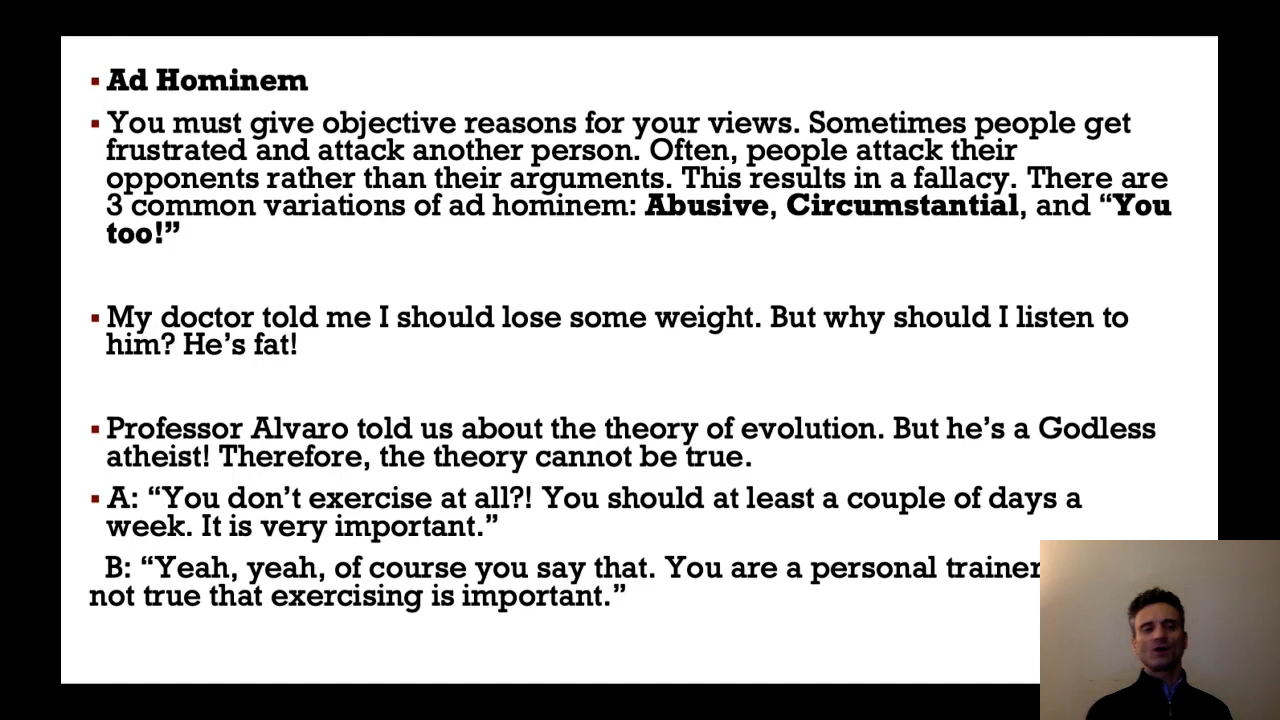 ▪ Ad Hominem
▪ You must give objective reasons for your views. Sometimes people get
frustrated and attack another person. Often, people attack their
opponents rather than their arguments. This results in a fallacy. There are
3 common variations of ad hominem: Abusive, Circumstantial, and “You
too!”
▪ My doctor told me I should lose some weight. But why should I listen to
him? He’s fat!
▪ Professor Alvaro told us about the theory of evolution. But he’s a Godless
atheist! Therefore, the theory cannot be true.
▪ A: “You don’t exercise at all?! You should at least a couple of days a
week. It is very important.”
B: “Yeah, yeah, of course you say that. You are a personal trainer
not true that exercising is important.”